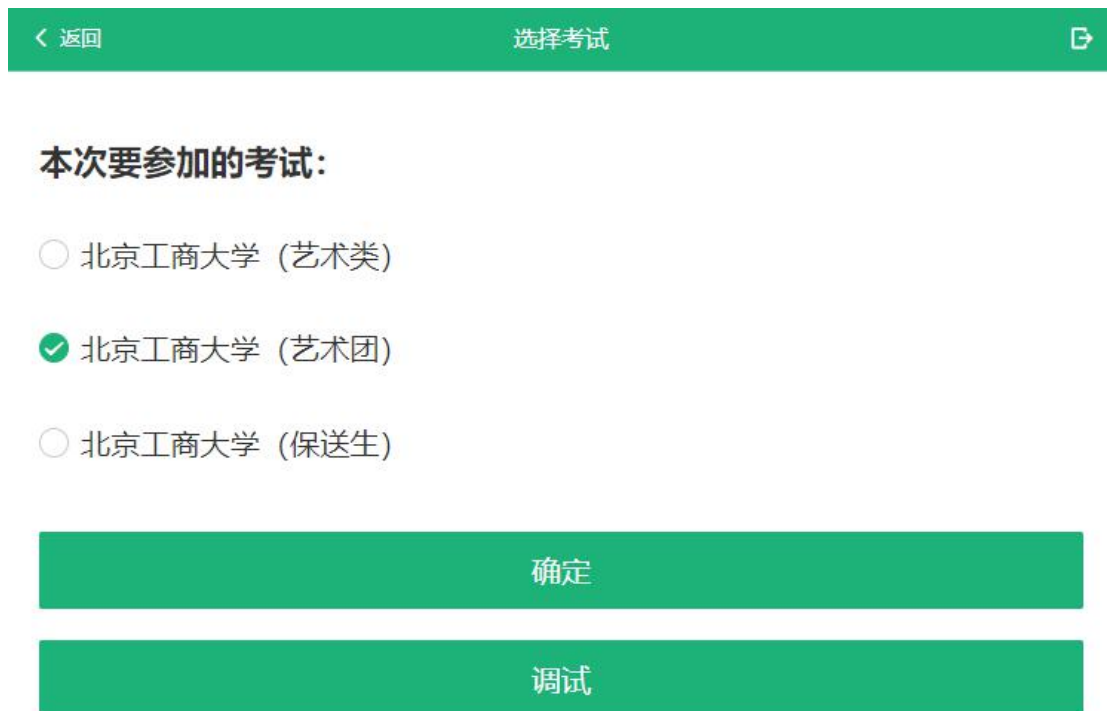 返回
选择考试
本次要参加的考试：
北京工商大学（艺术类）
北京工商大学（艺术团）
北京工商大学（保送生）
确定
调试